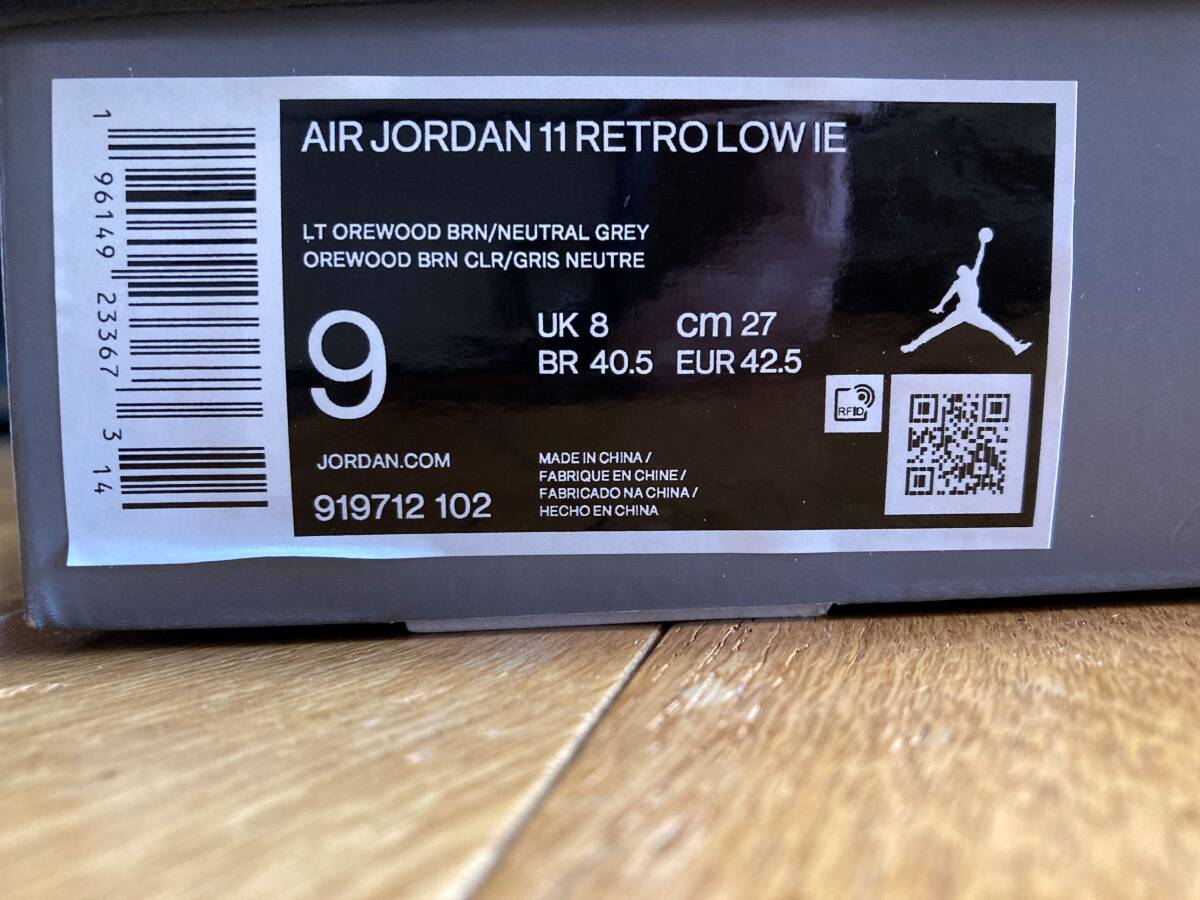 1 96149 23367 3 14
AIR JORDAN 11 RETRO LOW IE
LT OREWOOD BRN/NEUTRAL GREY
OREWOOD BRN CLR/GRIS NEUTRE
9
UK 8 cm 27
BR 40.5 EUR 42.5
RFID
JORDAN.COM
919712 102
MADE IN CHINA /
FABRIQUE EN CHINE /
FABRICADO NA CHINA /
HECHO EN CHINA